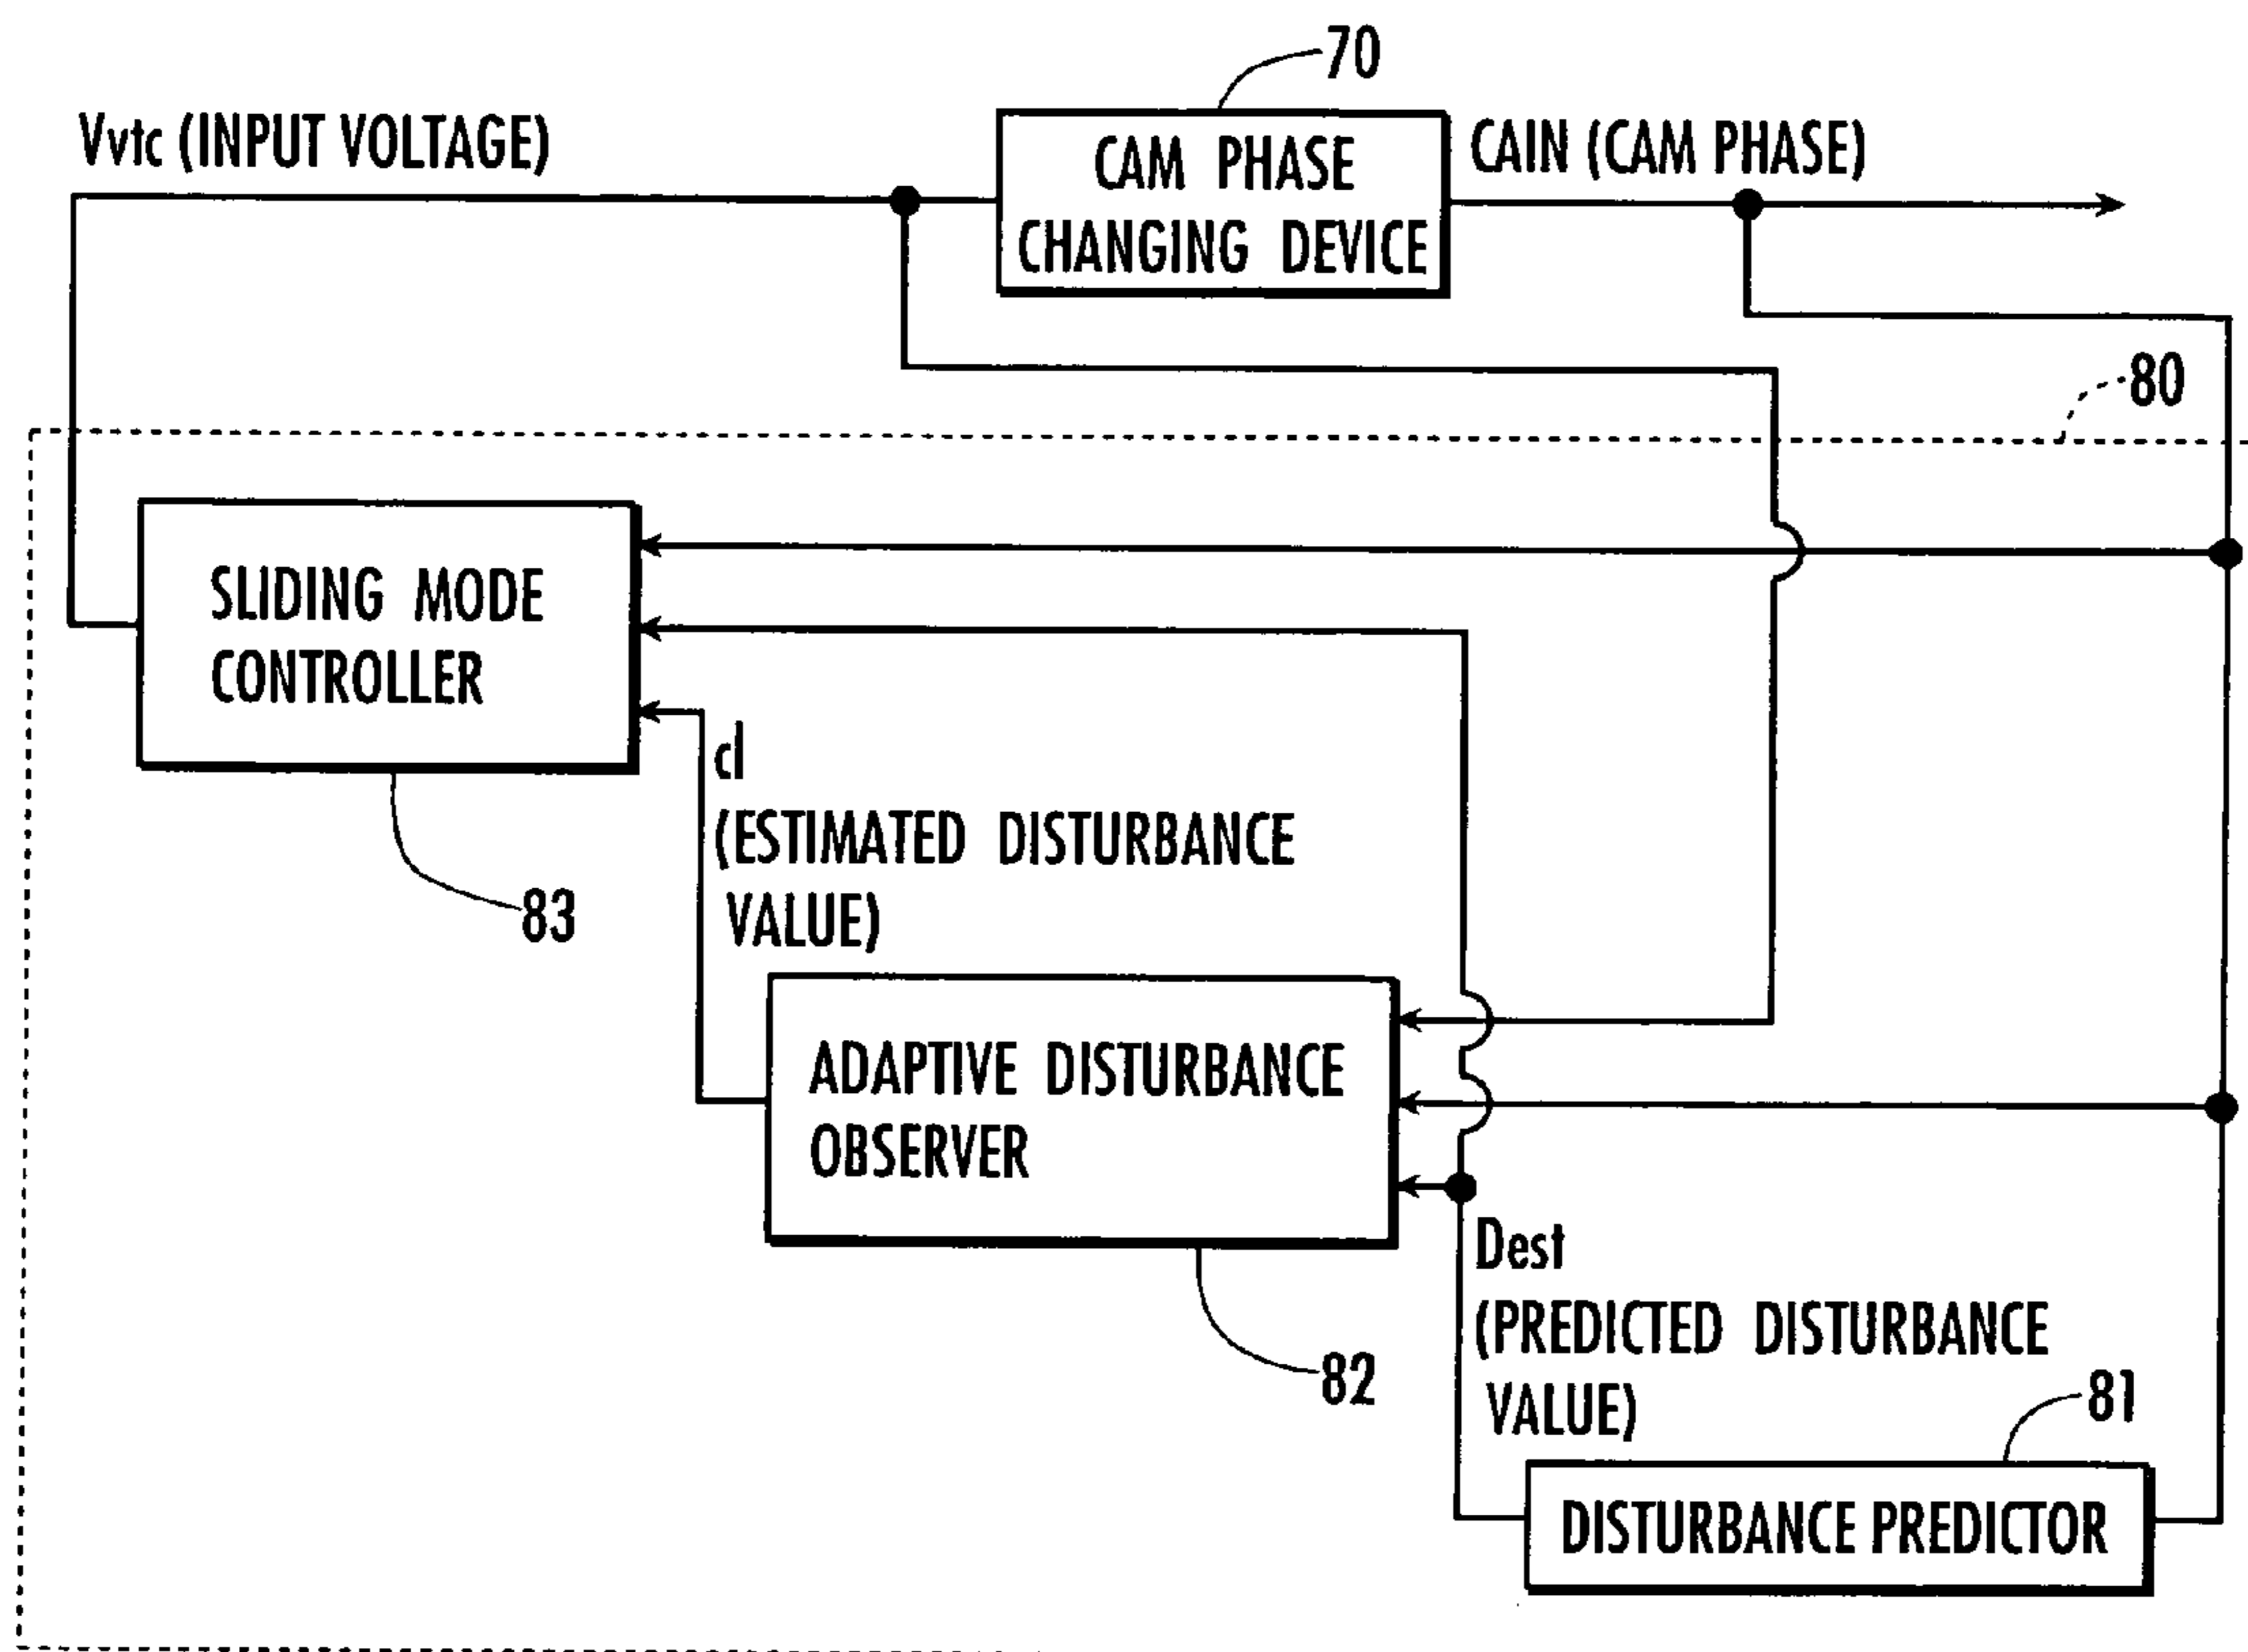 70
Vvtc (INPUT VOLTAGE)
CAM PHASE
CHANGING DEVICE
CAIN (CAM PHASE)
80
SLIDING MODE
CONTROLLER
cl
(ESTIMATED DISTURBANCE
VALUE)
83
ADAPTIVE DISTURBANCE
OBSERVER
Dest
(PREDICTED DISTURBANCE
VALUE)
82
81
DISTURBANCE PREDICTOR